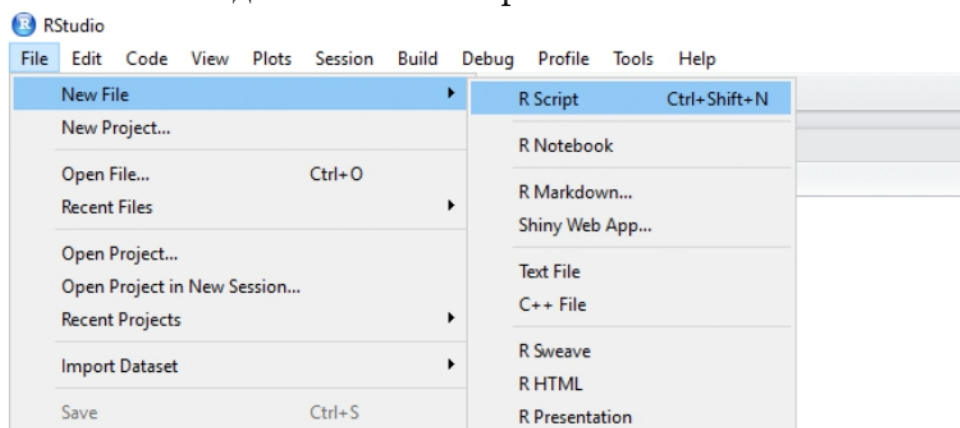 RStudio
File Edit Code View Plots Session Build Debug Profile Tools Help
New File
New Project...
Open File... Ctrl+O
Recent Files
Open Project...
Open Project in New Session...
Recent Projects
Import Dataset
Save Ctrl+S
R Script Ctrl+Shift+N
R Notebook
R Markdown...
Shiny Web App...
Text File
C++ File
R Sweave
R HTML
R Presentation